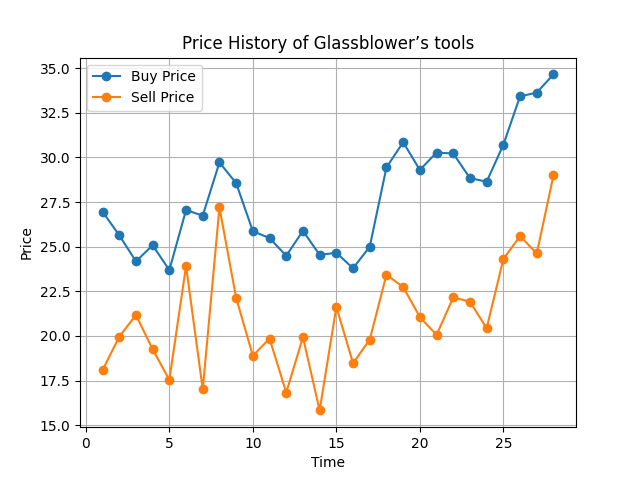 Price History of Glassblower’s tools
Buy Price
Sell Price
Price
35.0
32.5
30.0
27.5
25.0
22.5
20.0
17.5
15.0
0 5 10 15 20 25
Time